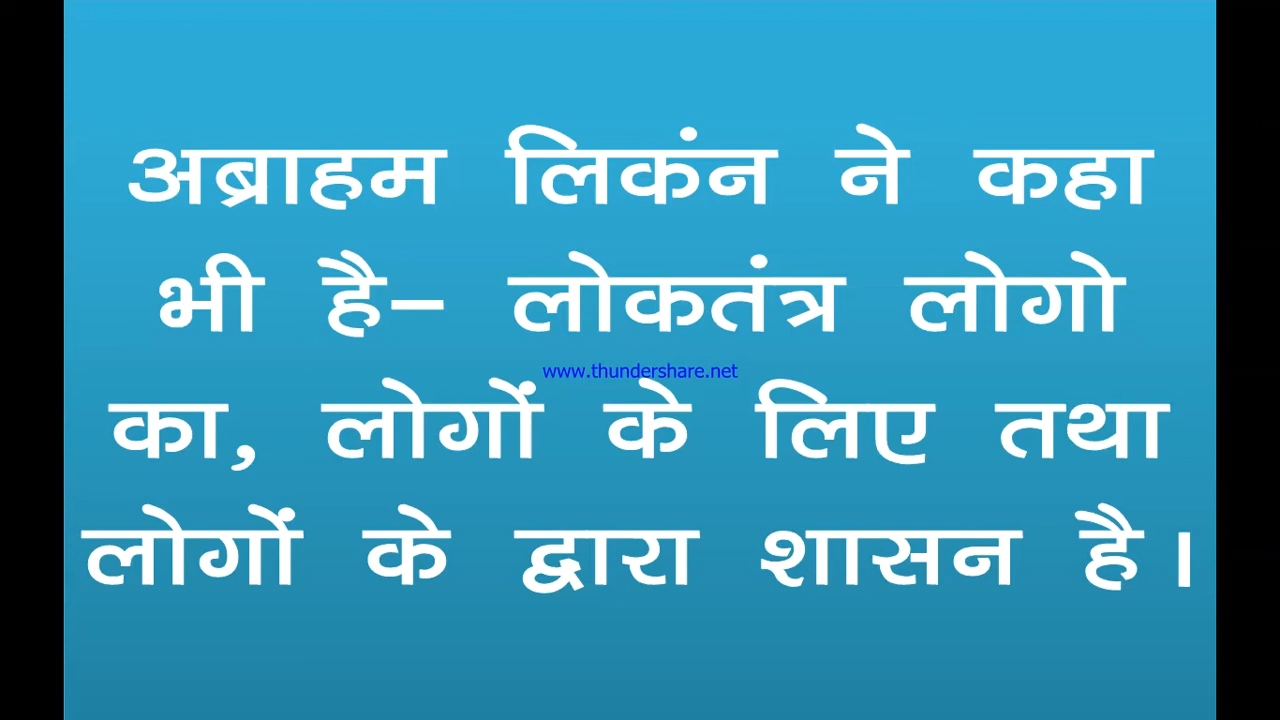 अब्राहम लिकंन ने कहा
भी है– लोकतंत्र लोगो
www.thundershare.net
का, लोगों के लिए तथा
लोगों के द्वारा शासन है।